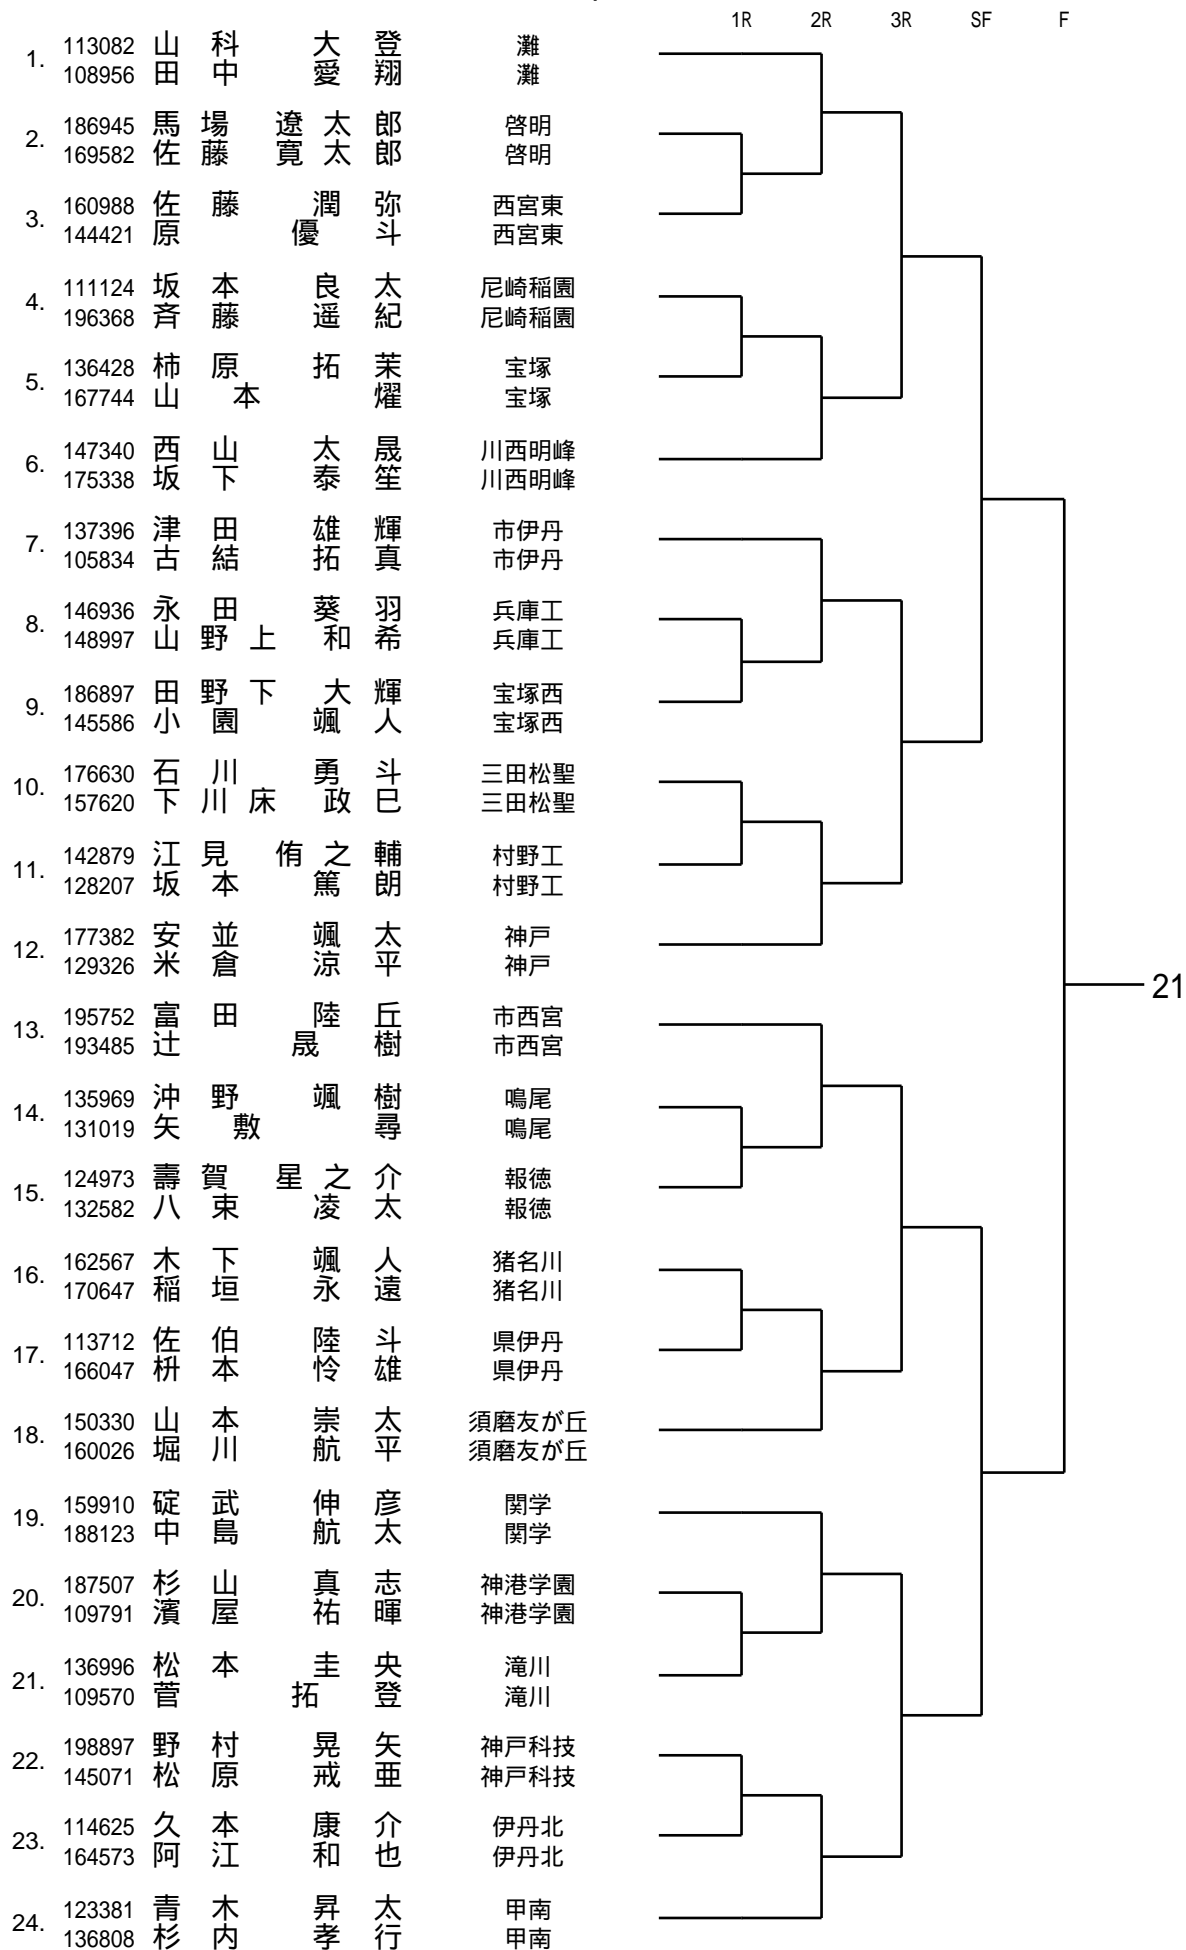 1R 2R 3R SF F
1. 113082 山科 大登 灘
108956 田中 愛翔 灘
2. 186945 馬場 遼太郎 啓明
169582 佐藤 寛太郎 啓明
3. 160988 佐藤 潤弥 西宮東
144421 原 優斗 西宮東
4. 111124 坂本 良太 尼崎稲園
196368 斉藤 遥紀 尼崎稲園
5. 136428 柿原 拓茉 宝塚
167744 山本 燿 宝塚
6. 147340 西山 太晟 川西明峰
175338 坂下 泰笙 川西明峰
7. 137396 津田 雄輝 市伊丹
105834 古結 拓真 市伊丹
8. 146936 永田 葵羽 兵庫工
148997 山野上 和希 兵庫工
9. 186897 田野下 大輝 宝塚西
145586 小園 颯人 宝塚西
10. 176630 石川 勇斗 三田松聖
157620 下川床 政巳 三田松聖
11. 142879 江見 侑之輔 村野工
128207 坂本 篤朗 村野工
12. 177382 安並 颯太 神戸
129326 米倉 涼平 神戸
21
13. 195752 富田 陸丘 市西宮
193485 辻 晟樹 市西宮
14. 135969 沖野 颯樹 鳴尾
131019 矢敷 尋 鳴尾
15. 124973 壽賀 星之介 報徳
132582 八束 凌太 報徳
16. 162567 木下 颯人 猪名川
170647 稲垣 永遠 猪名川
17. 113712 佐伯 陸斗 県伊丹
166047 枡本 怜雄 県伊丹
18. 150330 山本 崇太 須磨友が丘
160026 堀川 航平 須磨友が丘
19. 159910 碇武 伸彦 関学
188123 中島 航太 関学
20. 187507 杉山 真志 神港学園
109791 濱屋 祐暉 神港学園
21. 136996 松本 圭央 滝川
109570 菅 拓登 滝川
22. 198897 野村 晃矢 神戸科技
145071 松原 戒亜 神戸科技
23. 114625 久本 康介 伊丹北
164573 阿江 和也 伊丹北
24. 123381 青木 昇太 甲南
136808 杉内 孝行 甲南